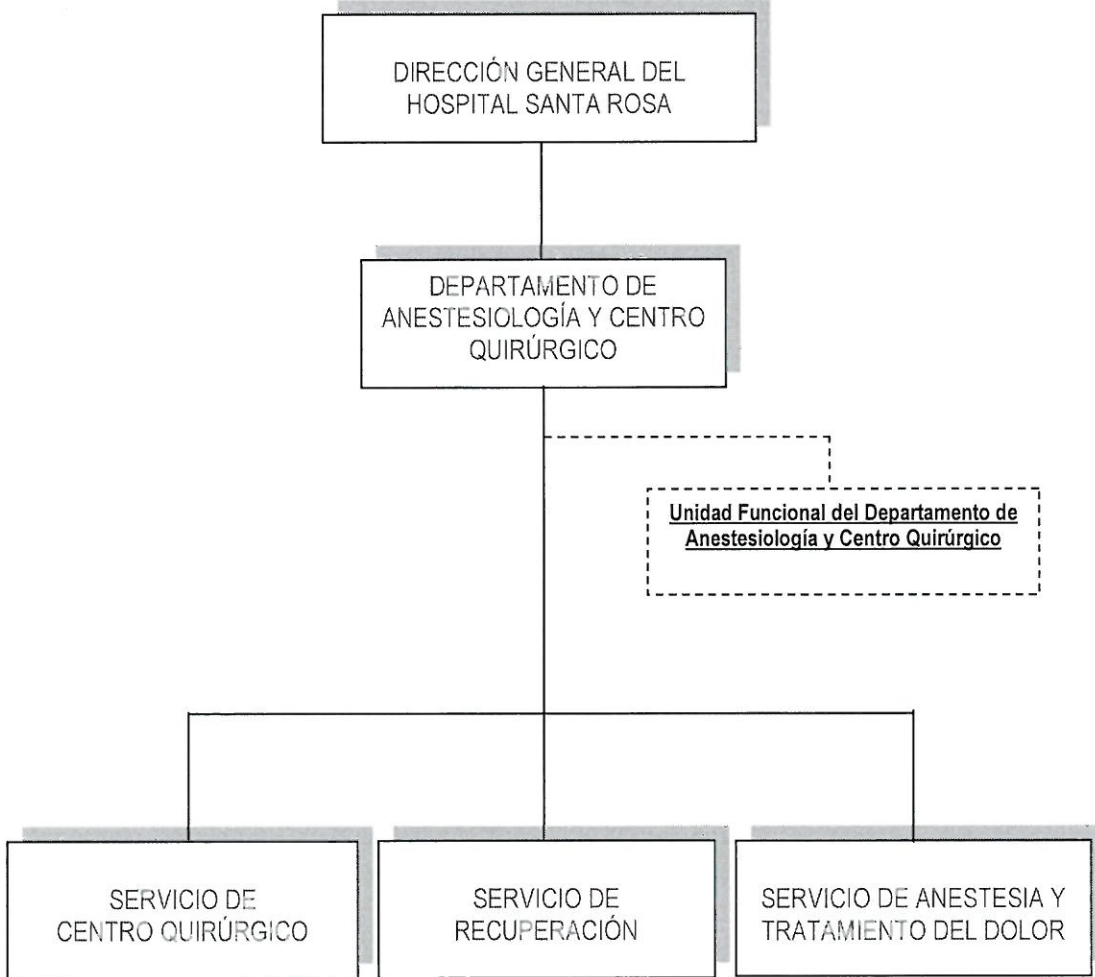 DIRECCIÓN GENERAL DEL
HOSPITAL SANTA ROSA
DEPARTAMENTO DE
ANESTESIOLOGÍA Y CENTRO
QUIRÚRGICO
Unidad Funcional del Departamento de
Anestesiología y Centro Quirúrgico
SERVICIO DE
CENTRO QUIRÚRGICO
SERVICIO DE
RECUPERACIÓN
SERVICIO DE ANESTESIA Y
TRATAMIENTO DEL DOLOR